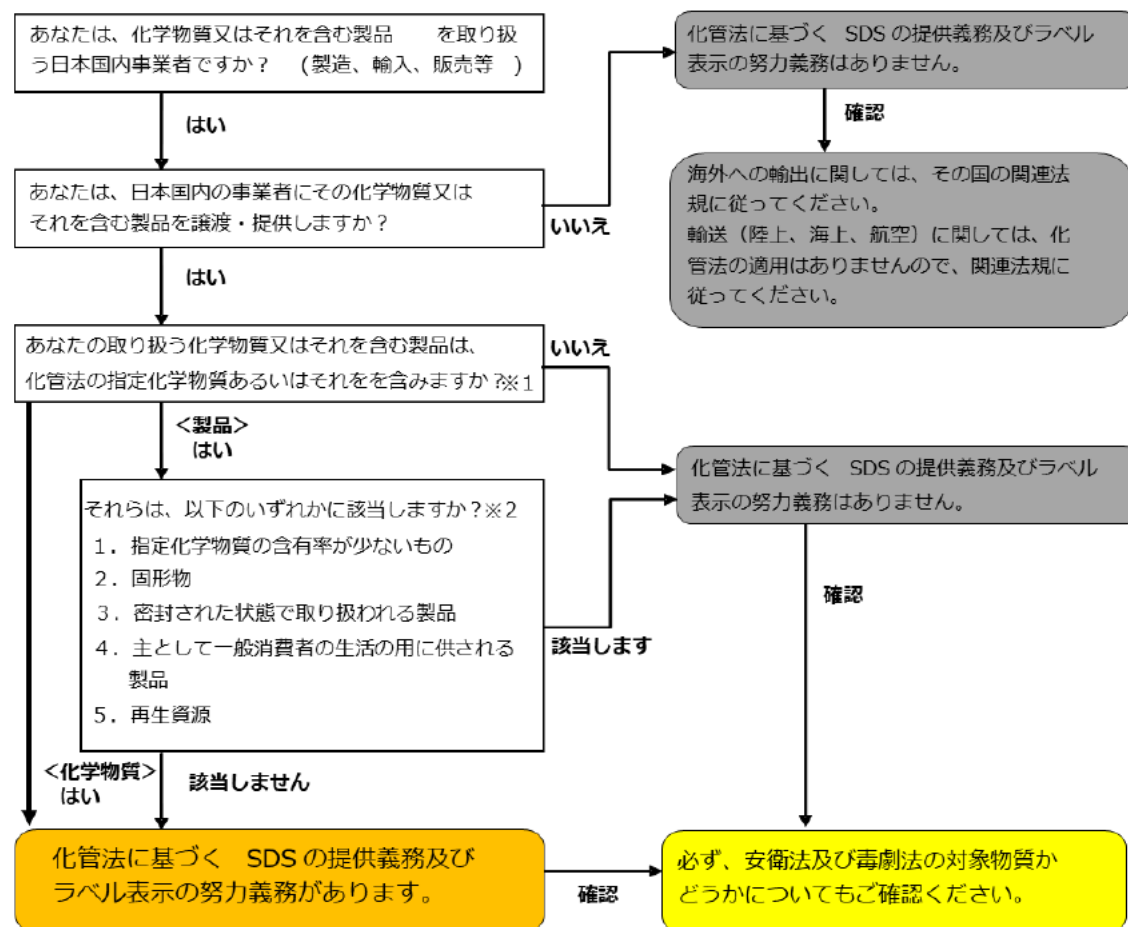 あなたは、化学物質又はそれを含む製品　を取り扱
う日本国内事業者ですか？　(製造、輸入、販売等　)
はい
あなたは、日本国内の事業者にその化学物質又は
それを含む製品を譲渡・提供しますか？
いいえ
はい
化管法に基づく　SDS の提供義務及びラベル
表示の努力義務はありません。
確認
海外への輸出に関しては、その国の関連法
規に従ってください。
輸送（陸上、海上、航空）に関しては、化
管法の適用はありませんので、関連法規に
従ってください。
あなたの取り扱う化学物質又はそれを含む製品は、
化管法の指定化学物質あるいはそれをを含みますか？※1
いいえ
＜製品＞
はい
それらは、以下のいずれかに該当しますか？※2
1．指定化学物質の含有率が少ないもの
2．固形物
3．密封された状態で取り扱われる製品
4．主として一般消費者の生活の用に供される
製品
5．再生資源
該当します
化管法に基づく　SDS の提供義務及びラベル
表示の努力義務はありません。
確認
＜化学物質＞
はい
該当しません
化管法に基づく　SDS の提供義務及び
ラベル表示の努力義務があります。
確認
必ず、安衛法及び毒劇法の対象物質か
どうかについてもご確認ください。